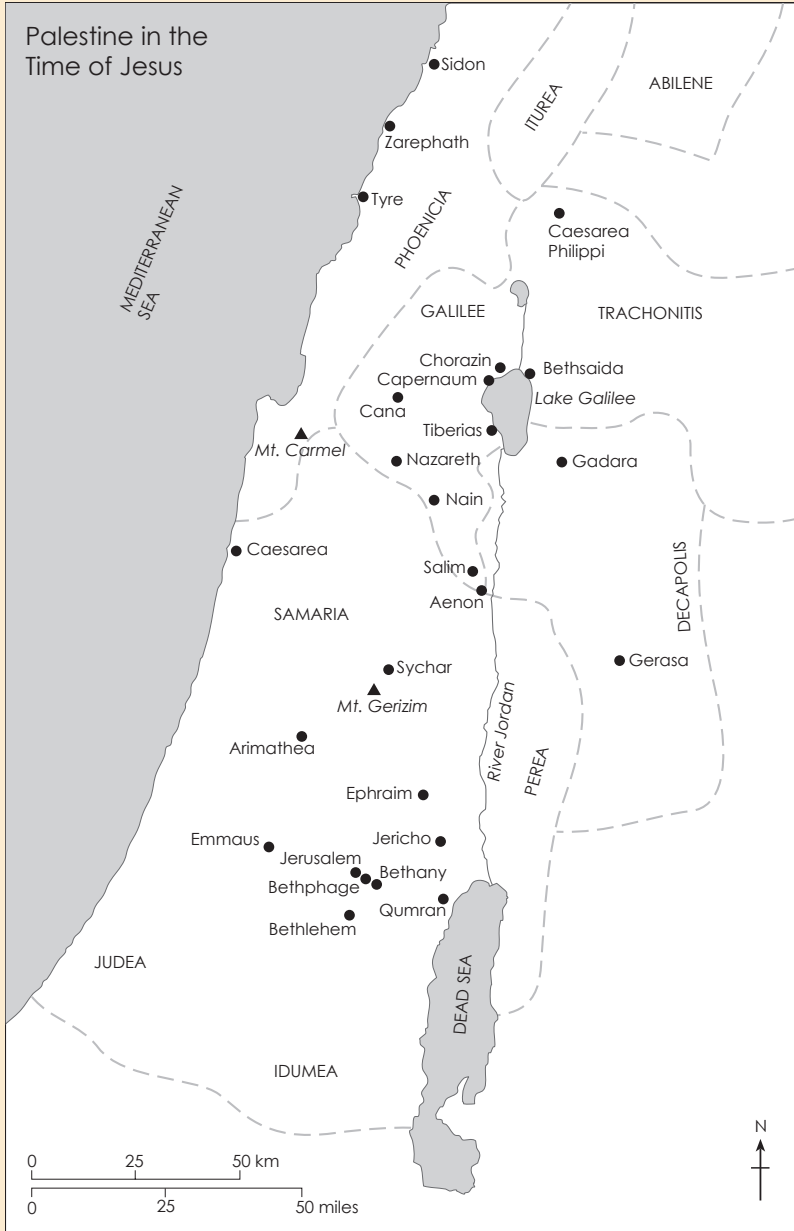 Palestine in the
Time of Jesus
Sidon
ABILENE
ITUREA
Zarephath
Tyre
PHOENICIA
MEDITERRANEAN
SEA
Caesarea
Philippi
GALILEE
TRACHONITIS
Chorazin
Bethsaida
Capernaum
Lake Galilee
Cana
Tiberias
Mt. Carmel
Nazareth
Gadara
Nain
Caesarea
Salim
DECAPOLIS
Aenon
SAMARIA
Sychar
Gerasa
Mt. Gerizim
River Jordan
Arimathea
PEREA
Ephraim
Emmaus
Jericho
Jerusalem
Bethany
Bethphage
Qumran
Bethlehem
JUDEA
DEAD SEA
IDUMEA
N
0 25 50 km
0 25 50 miles